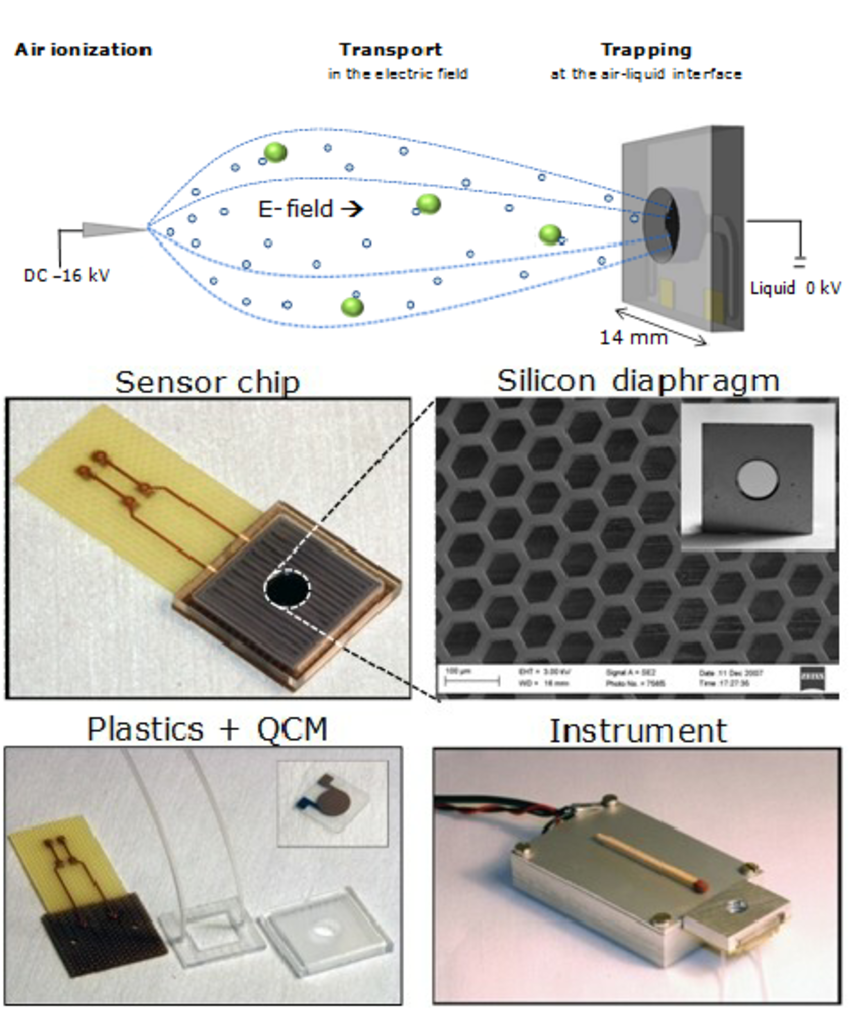 Air ionization
Transport
in the electric field
Trapping
at the air-liquid interface
E-field →
DC –16 kV
Liquid 0 kV
14 mm
Sensor chip
Silicon diaphragm
100 µm
EHT = 3.00 kV
Signal A = SE2
Date: 11 Dec 2007
WD = 16 mm
Photo No. = 7565
Time: 17:27:35
ZEISS
Plastics + QCM
Instrument